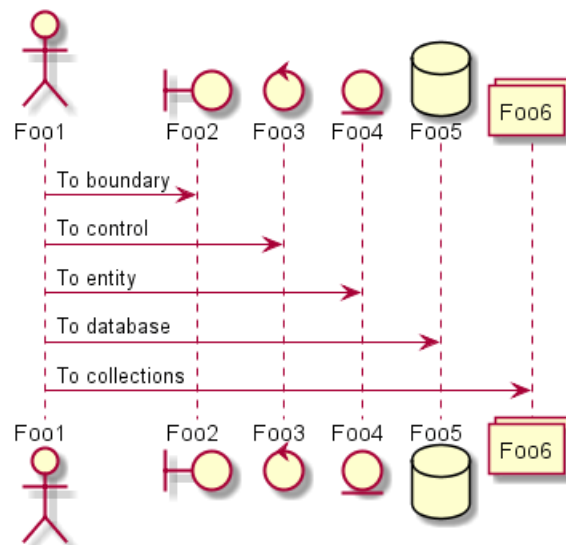 Foo1 Foo2 Foo3 Foo4 Foo5 Foo6
To boundary
To control
To entity
To database
To collections
Foo1 Foo2 Foo3 Foo4 Foo5 Foo6